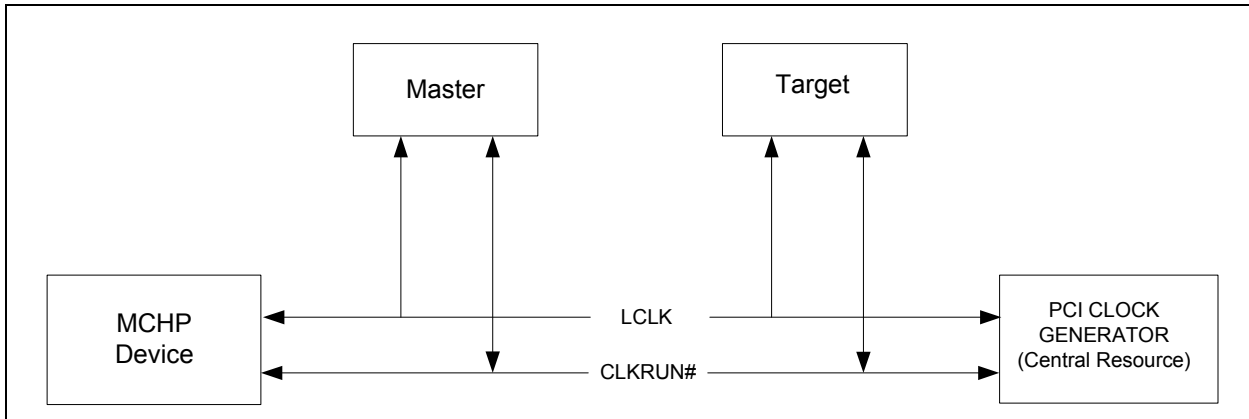 Master
Target
MCHP
Device
LCLK
CLKRUN#
PCI CLOCK
GENERATOR
(Central Resource)